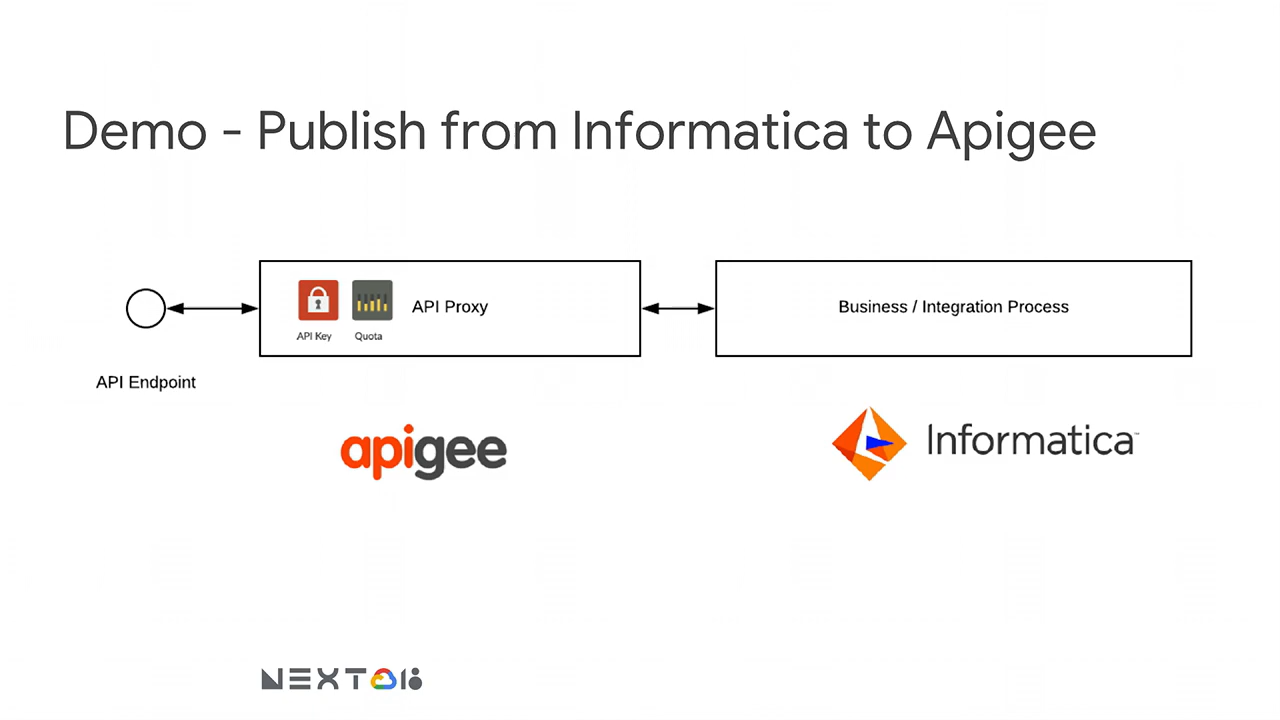 Demo - Publish from Informatica to Apigee
API Proxy
Business / Integration Process
API Key
Quota
API Endpoint
apigee
Informatica™
NEXT 18